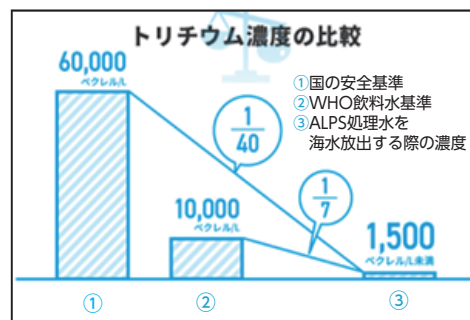 トリチウム濃度の比較
60,000
ベクレル/L
①国の安全基準
②WHO飲料水基準
③ALPS処理水を
海水放出する際の濃度
1
40
1
7
10,000
ベクレル/L
1,500
ベクレル/L未満
①
②
③